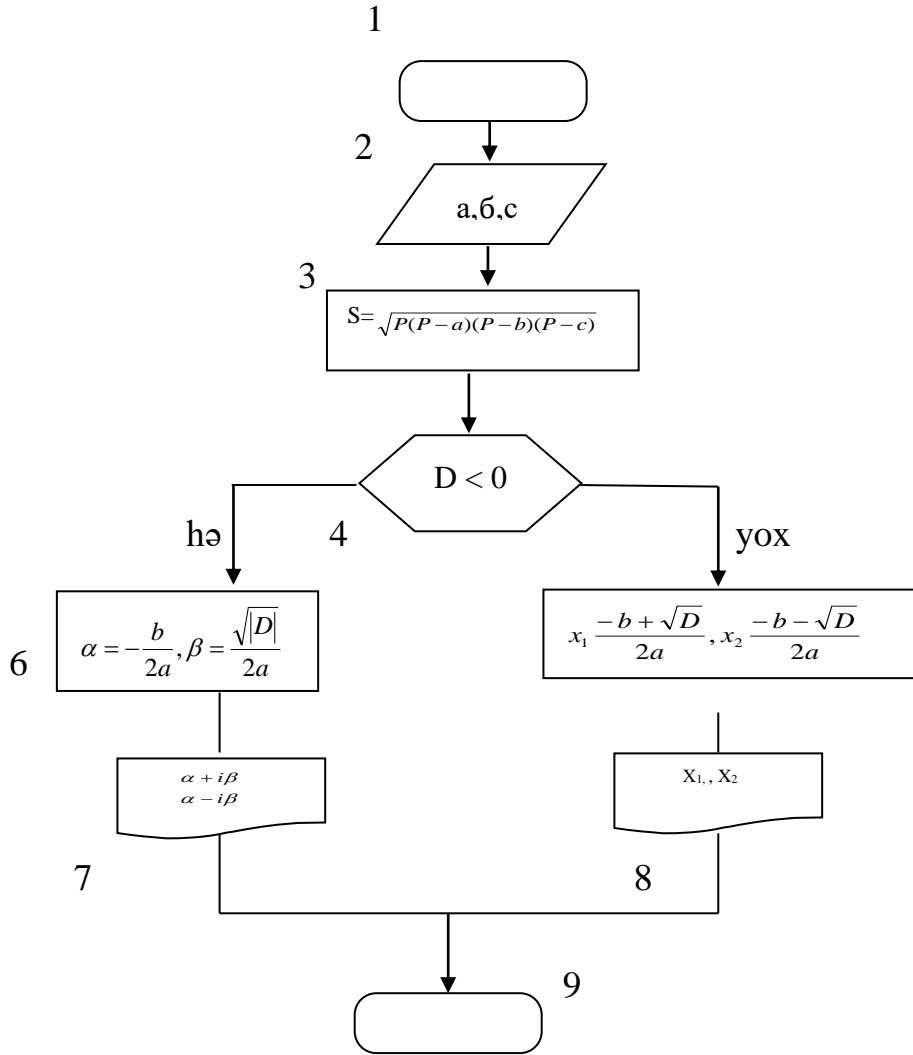 1
2
а,б,с
3
S=√P(P−a)(P−b)(P−c)
D < 0
hə
4
yox
α = −b/2a, β = √|D|/2a
x₁ −b+√D/2a, x₂ −b−√D/2a
6
α + iβ
α − iβ
X₁, , X₂
7
8
9